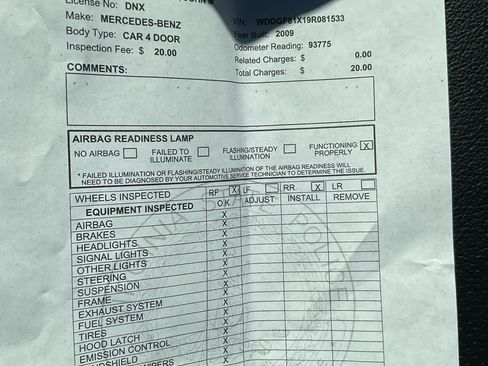 License No: DNX
Make: MERCEDES-BENZ
VIN: WDDGF81X19R081533
Body Type: CAR 4 DOOR
Year Built: 2009
Inspection Fee: $ 20.00
Odometer Reading: 93775
Related Charges: $ 0.00
Total Charges: $ 20.00
COMMENTS:
AIRBAG READINESS LAMP
NO AIRBAG FAILED TO ILLUMINATE FLASHING/STEADY ILLUMINATION FUNCTIONING PROPERLY X
* FAILED ILLUMINATION OR FLASHING/STEADY ILLUMINATION OF THE AIRBAG READINESS WILL
NEED TO BE DIAGNOSED BY YOUR AUTOMOTIVE SERVICE TECHNICIAN TO DETERMINE THE ISSUE.
WHEELS INSPECTED RF X LF RR X LR
EQUIPMENT INSPECTED O.K. ADJUST INSTALL REMOVE
AIRBAG X
BRAKES X
HEADLIGHTS X
SIGNAL LIGHTS X
OTHER LIGHTS X
STEERING X
SUSPENSION X
FRAME X
EXHAUST SYSTEM X
FUEL SYSTEM X
TIRES X
HOOD LATCH X
EMISSION CONTROL X